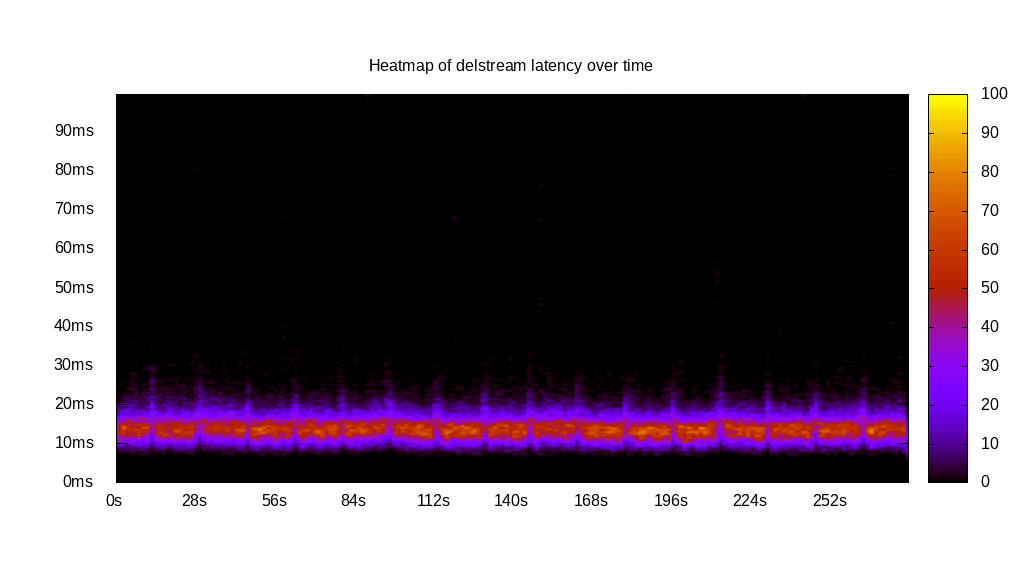 Heatmap of delstream latency over time
90ms
80ms
70ms
60ms
50ms
40ms
30ms
20ms
10ms
0ms
0s 28s 56s 84s 112s 140s 168s 196s 224s 252s
100
90
80
70
60
50
40
30
20
10
0